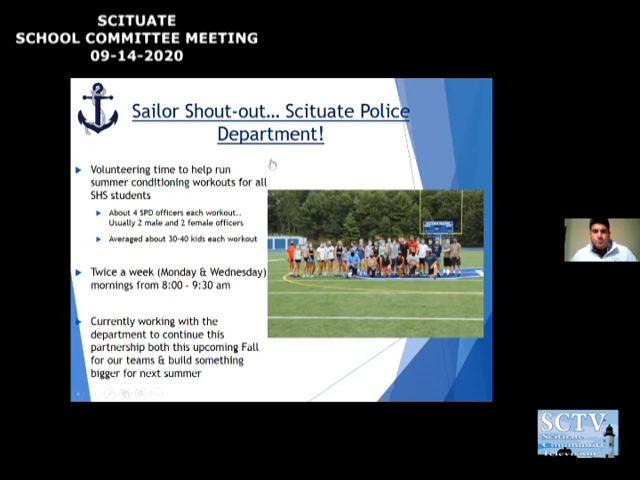 SCITUATE
SCHOOL COMMITTEE MEETING
09-14-2020
Sailor Shout-out... Scituate Police
Department!
Volunteering time to help run
summer conditioning workouts for all
SHS students
About 4 SPD officers each workout..
Usually 2 male and 2 female officers
Averaged about 30-40 kids each workout
Twice a week (Monday & Wednesday)
mornings from 8:00 - 9:30 am
Currently working with the
department to continue this
partnership both this upcoming Fall
for our teams & build something
bigger for next summer
SCTV
Scituate
Community
Television